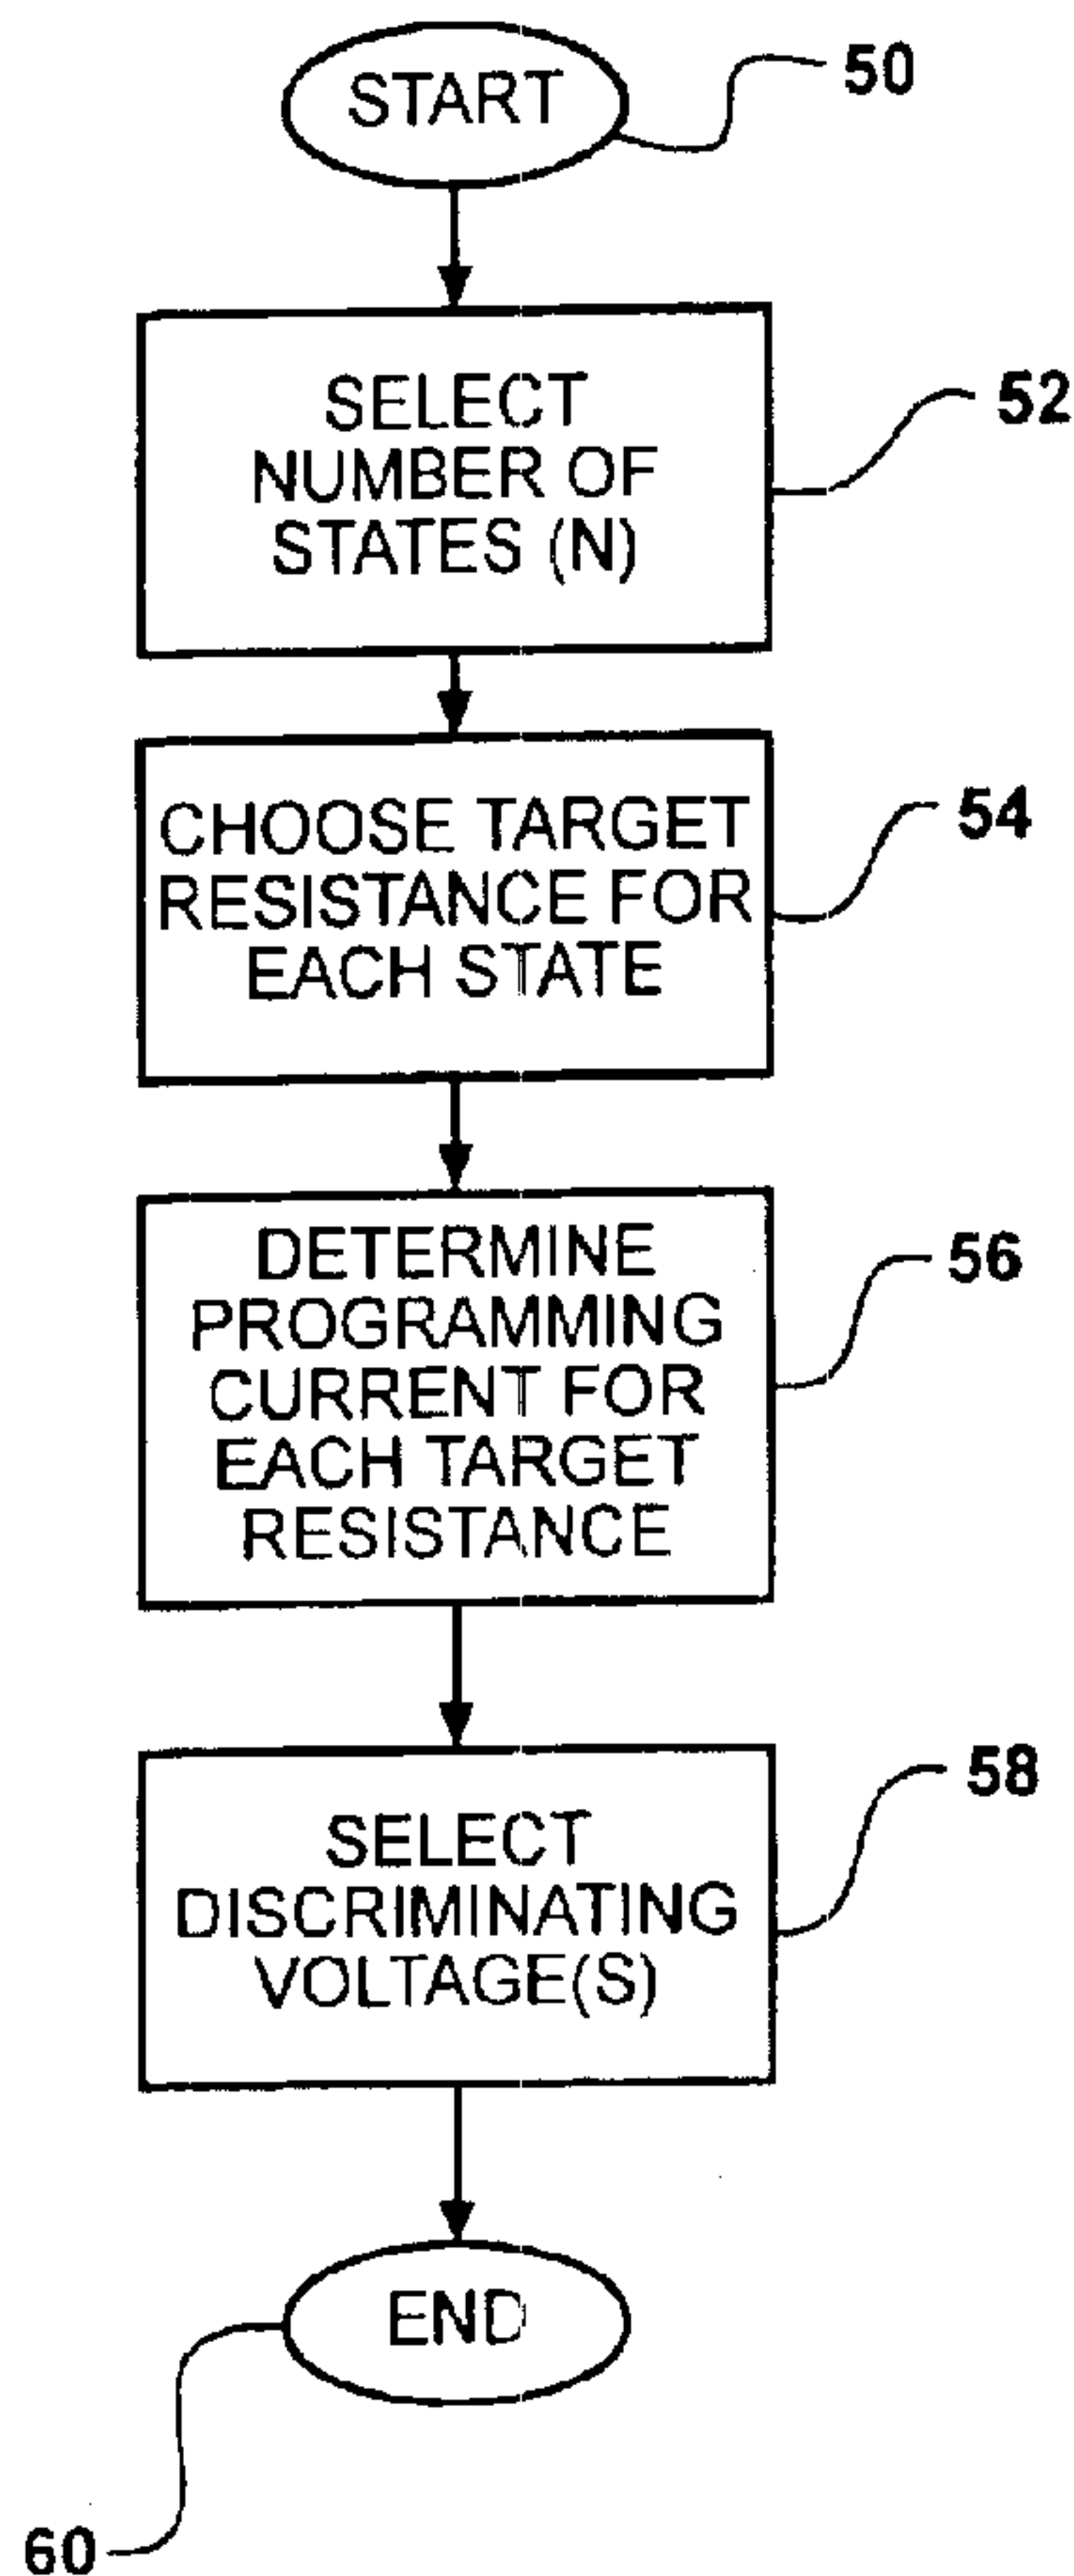 START
50
SELECT
NUMBER OF
STATES (N)
52
CHOOSE TARGET
RESISTANCE FOR
EACH STATE
54
DETERMINE
PROGRAMMING
CURRENT FOR
EACH TARGET
RESISTANCE
56
SELECT
DISCRIMINATING
VOLTAGE(S)
58
END
60